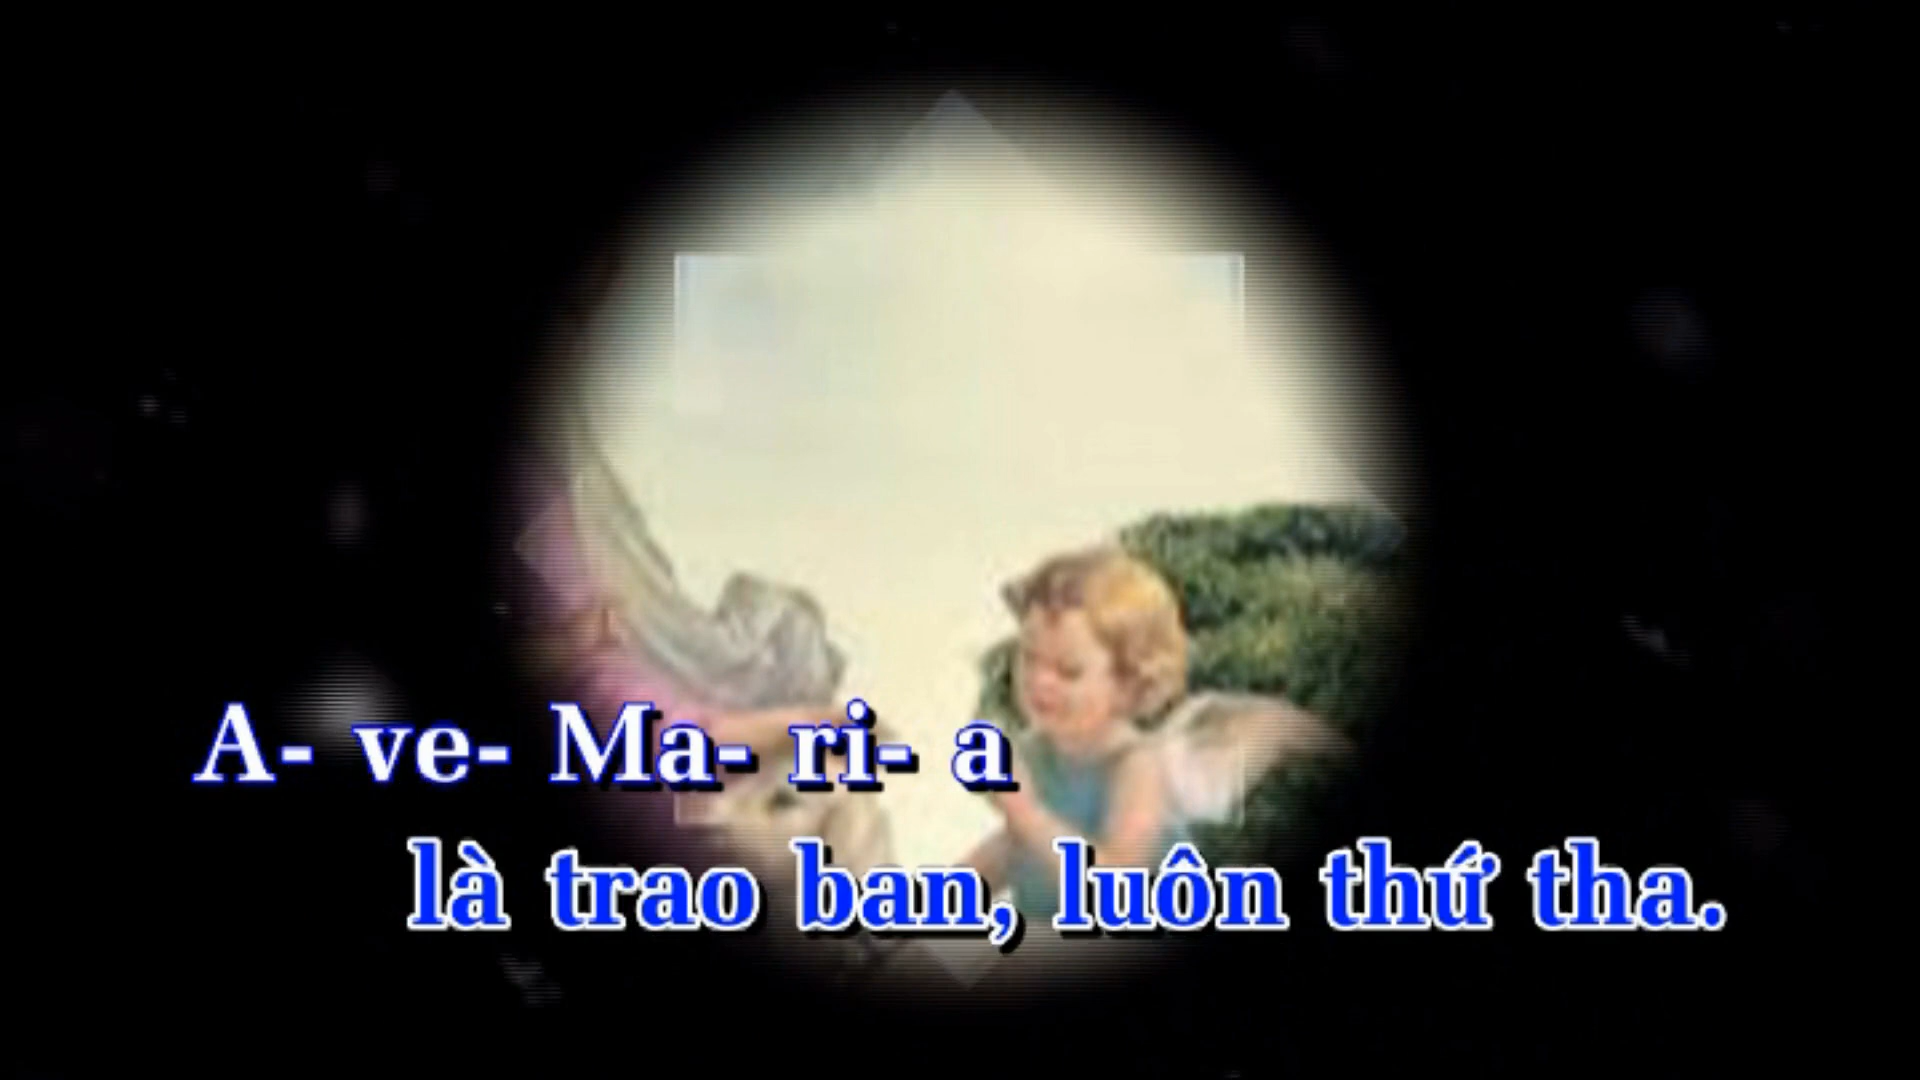 A- ve- Ma- ri- a
là trao ban, luôn thứ tha.